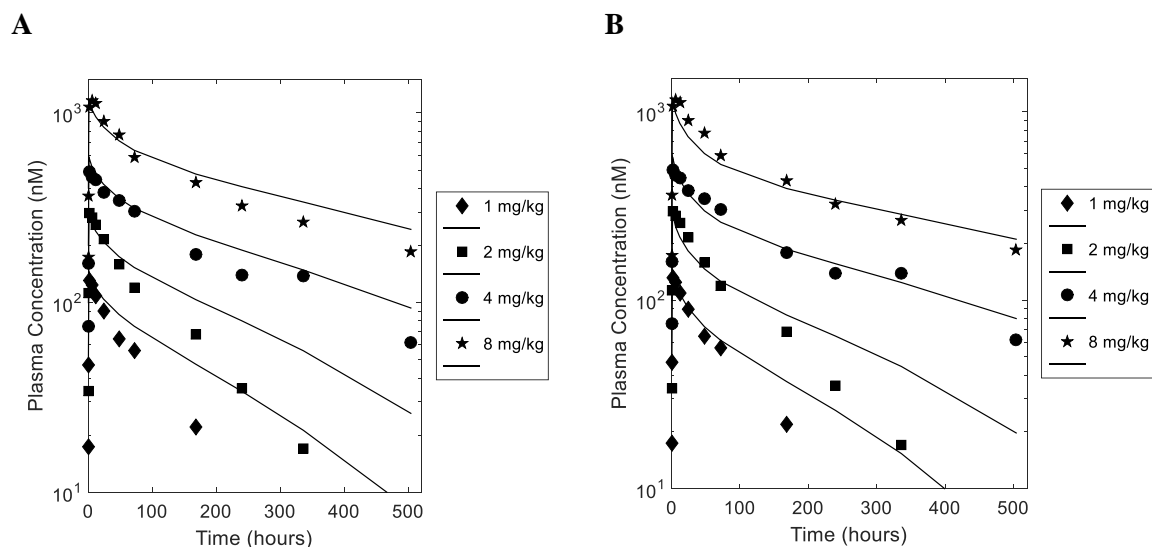 A
Plasma Concentration (nM)
10³
10²
10¹
0 100 200 300 400 500
Time (hours)
1 mg/kg
2 mg/kg
4 mg/kg
8 mg/kg
B
Plasma Concentration (nM)
10³
10²
10¹
0 100 200 300 400 500
Time (hours)
1 mg/kg
2 mg/kg
4 mg/kg
8 mg/kg